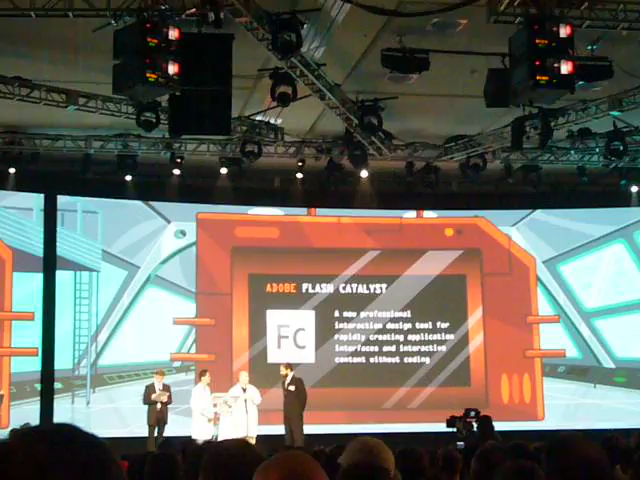 ADOBE FLASH CATALYST
Fc
A new professional
interaction design tool for
rapidly creating application
interfaces and interactive
content without coding